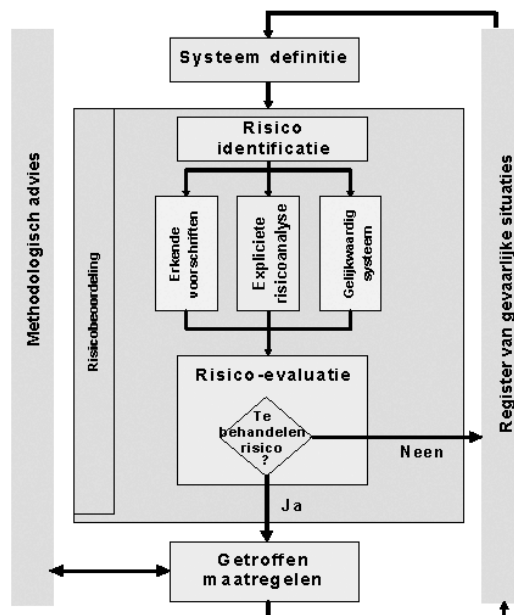 Systeem definitie
Methodologisch advies
Risicobeoordeling
Risico
identificatie
Erkende
voorschriften
Expliciete
risicoanalyse
Gelijkwaardig
systeem
Risico-evaluatie
Te
behandelen
risico
?
Neen
Ja
Getroffen
maatregelen
Register van gevaarlijke situaties